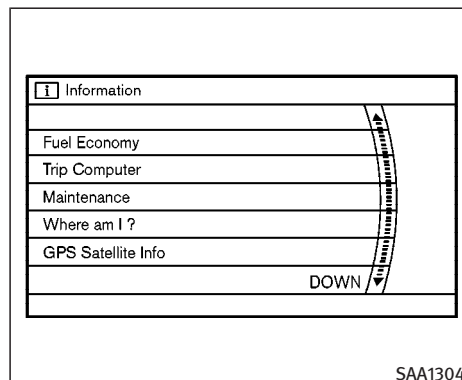 i Information
Fuel Economy
Trip Computer
Maintenance
Where am I ?
GPS Satellite Info
DOWN
SAA1304